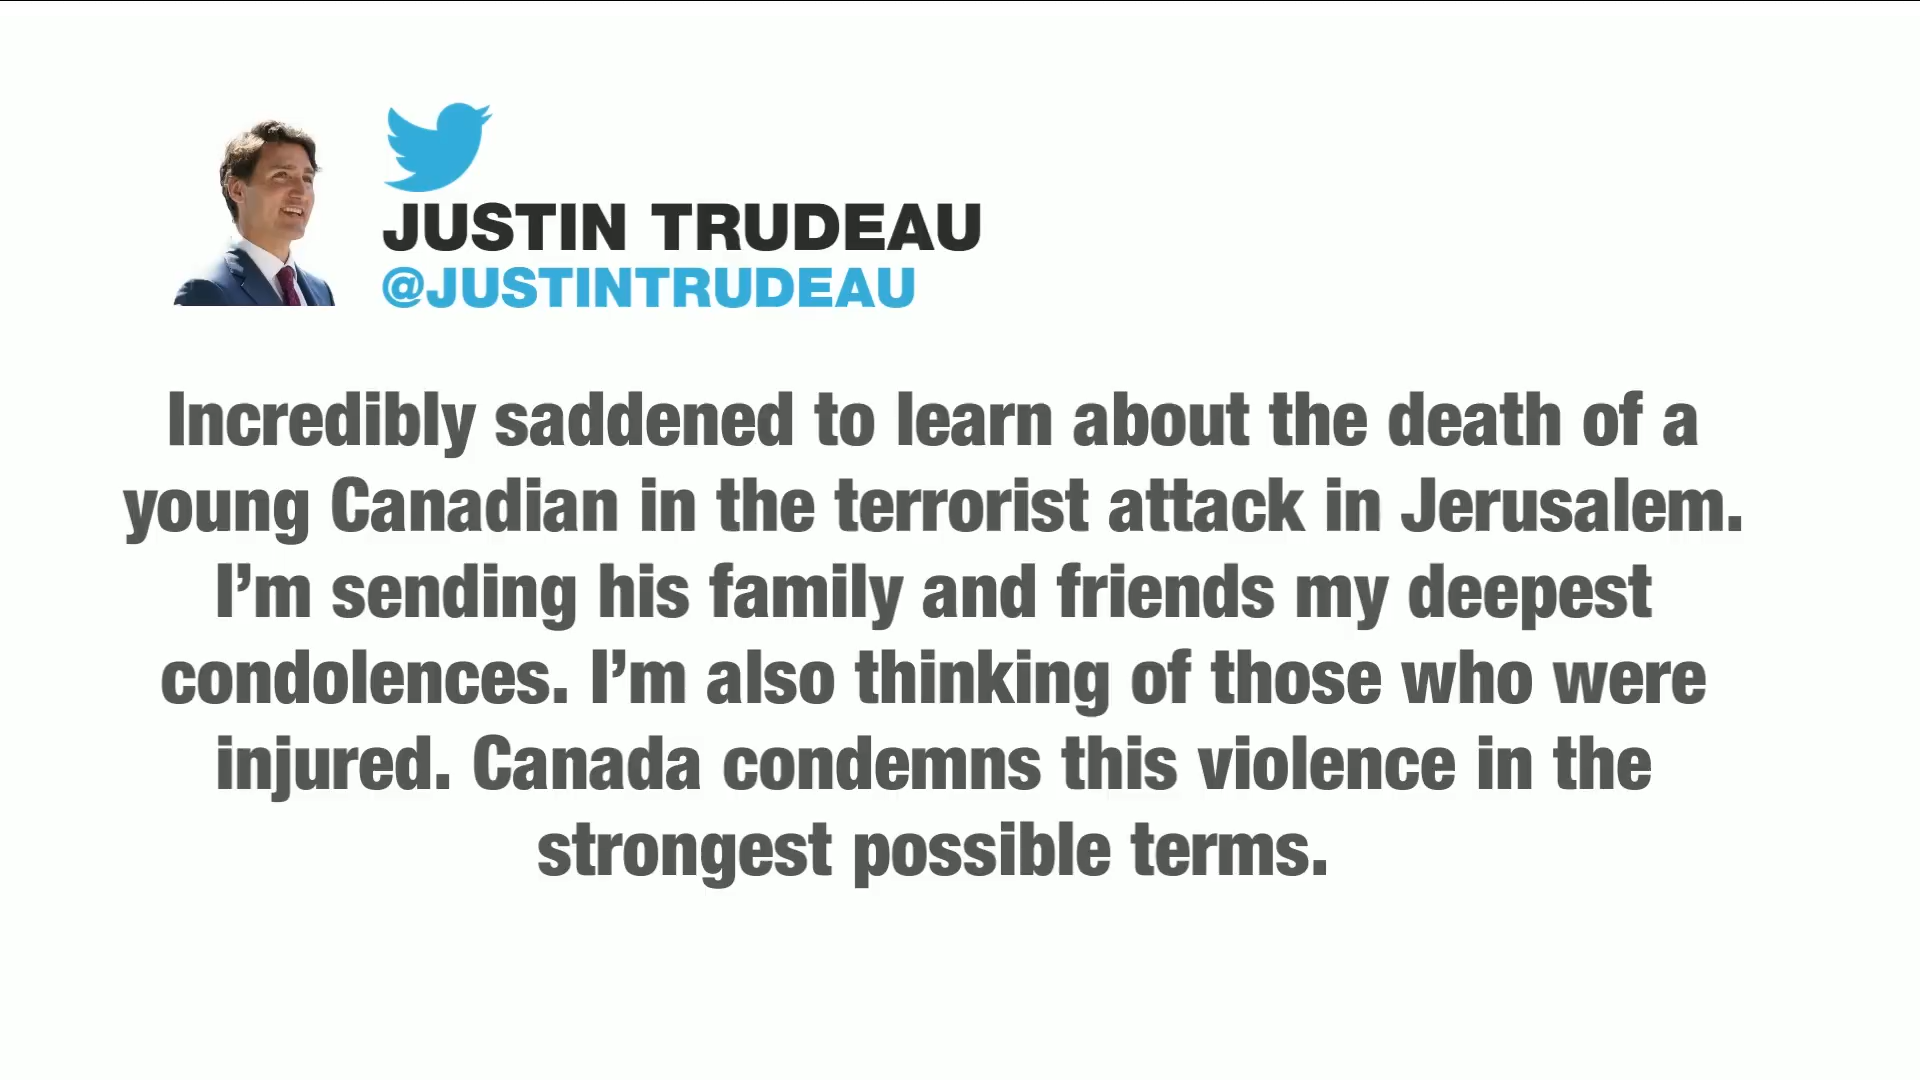 JUSTIN TRUDEAU
@JUSTINTRUDEAU
Incredibly saddened to learn about the death of a
young Canadian in the terrorist attack in Jerusalem.
I’m sending his family and friends my deepest
condolences. I’m also thinking of those who were
injured. Canada condemns this violence in the
strongest possible terms.